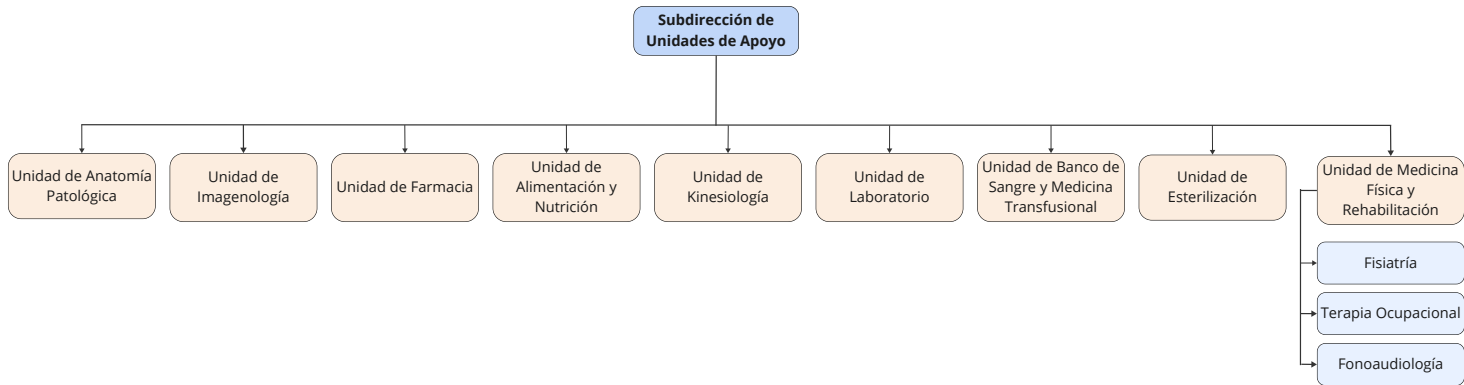 Subdirección de
Unidades de Apoyo
Unidad de Anatomía
Patológica
Unidad de
Imagenología
Unidad de Farmacia
Unidad de
Alimentación y
Nutrición
Unidad de
Kinesiología
Unidad de
Laboratorio
Unidad de Banco de
Sangre y Medicina
Transfusional
Unidad de
Esterilización
Unidad de Medicina
Física y
Rehabilitación
Fisiatría
Terapia Ocupacional
Fonoaudiología